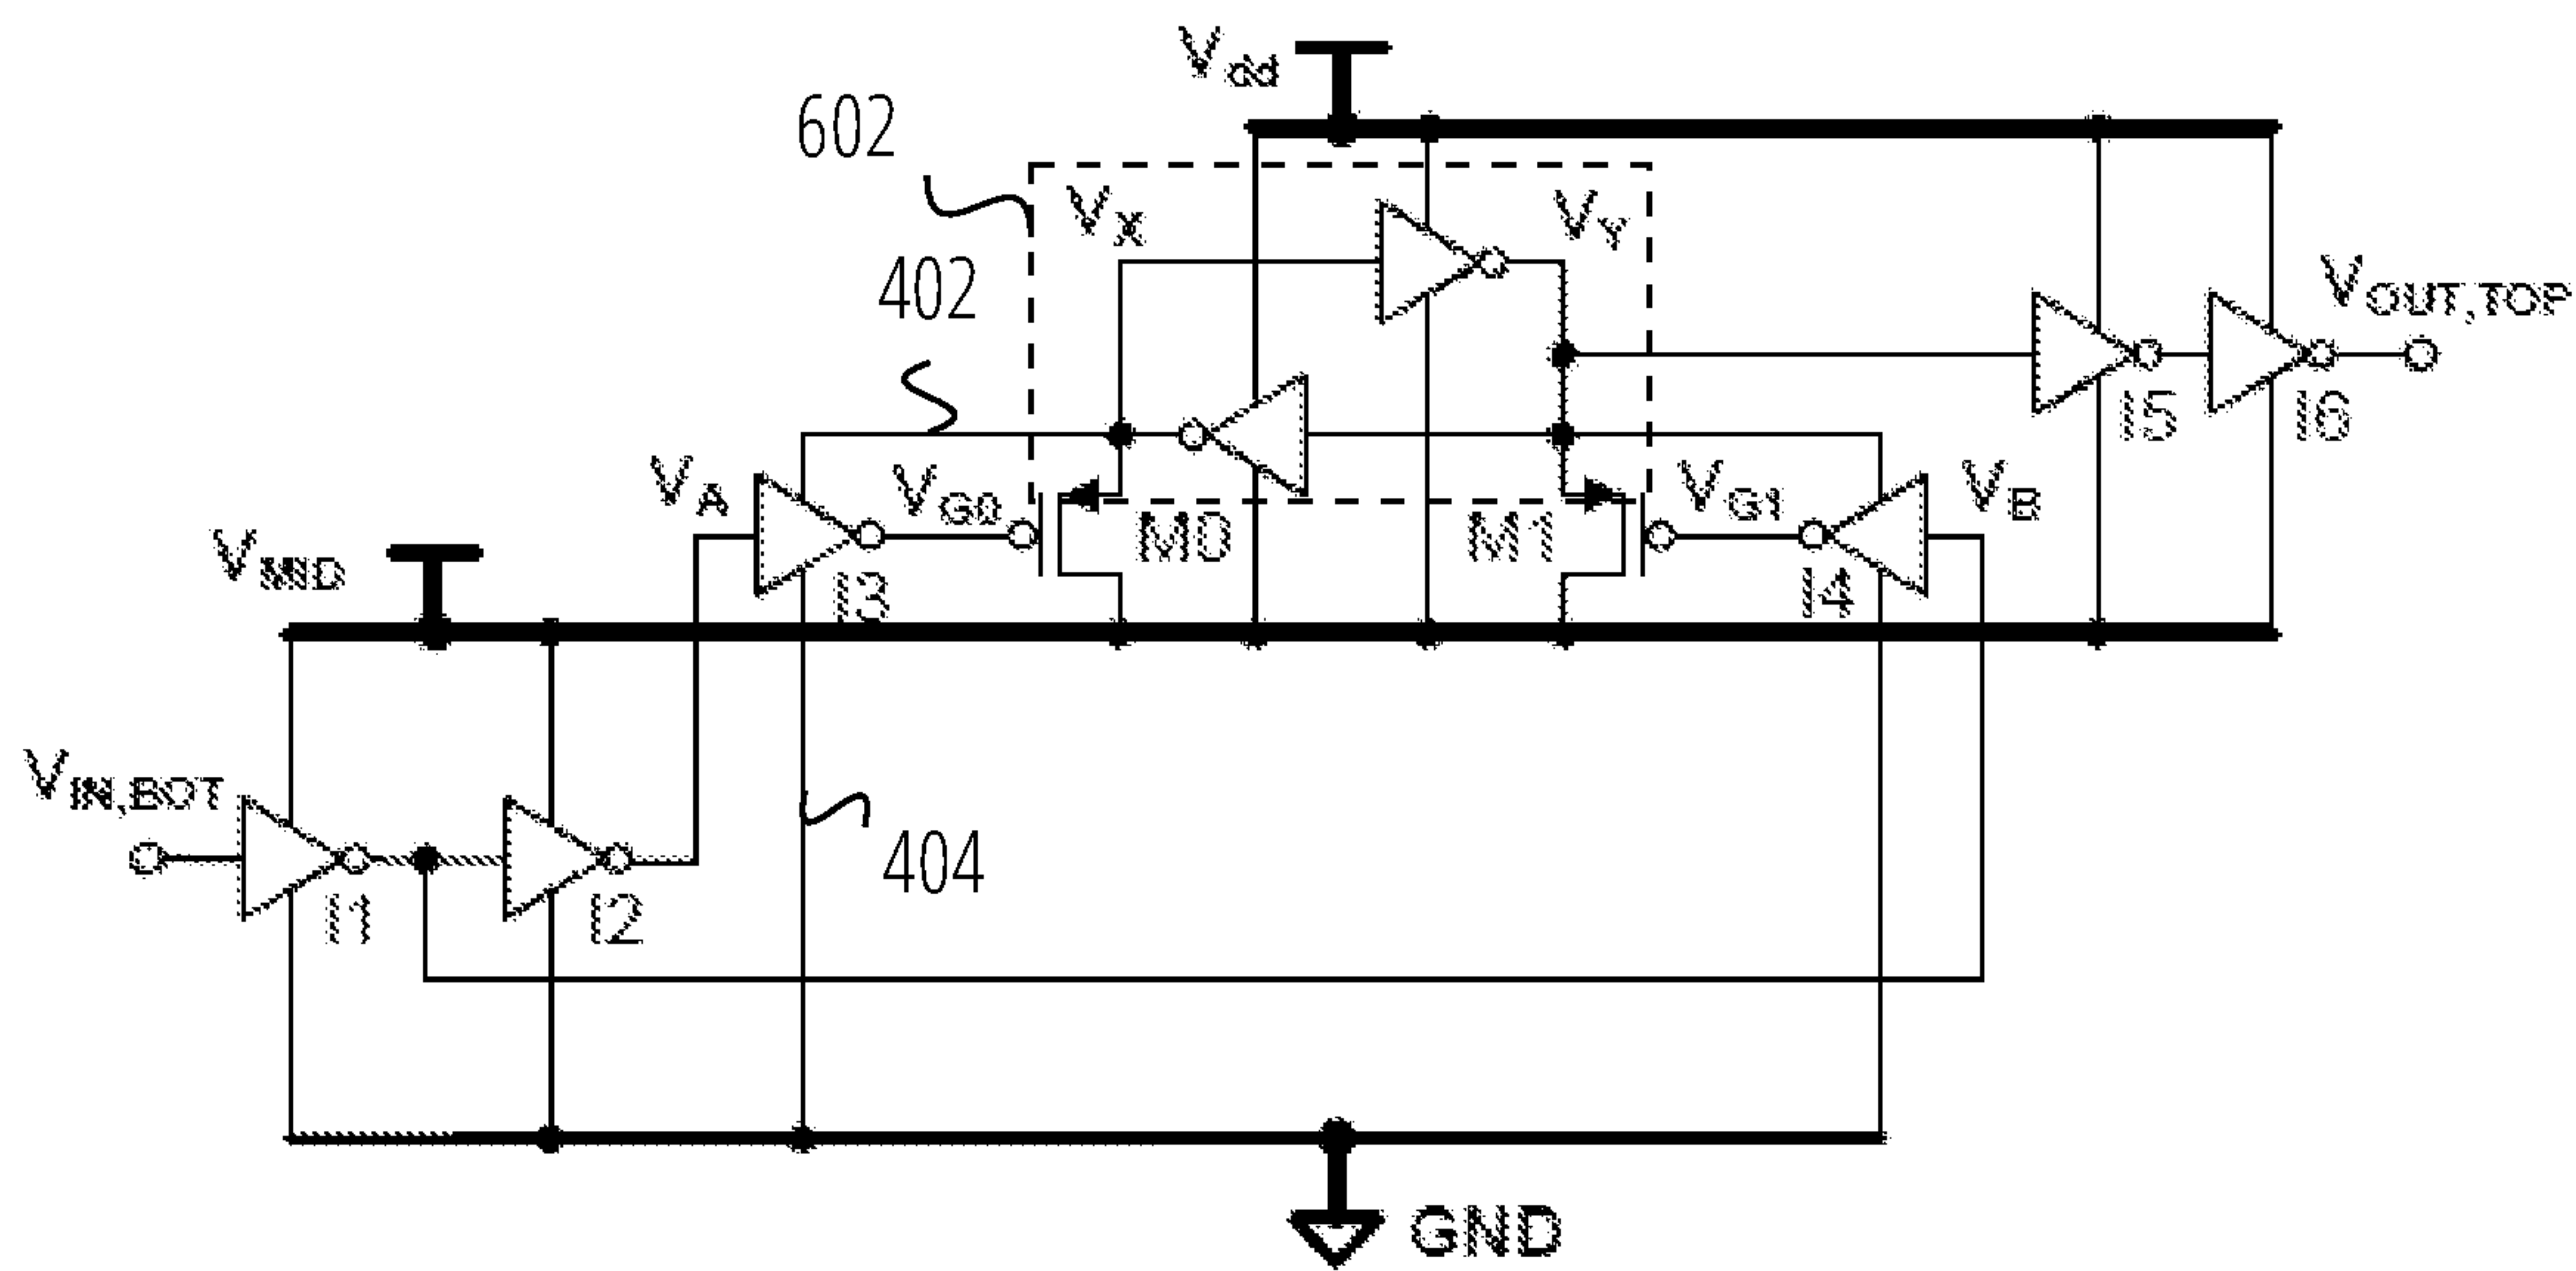 Vdd
602
VX
VY
402
VOUT,TOP
I5
I6
VA
VG0
M0
M1
VG1
VB
VMID
I3
I4
VIN,BOT
I1
I2
404
GND